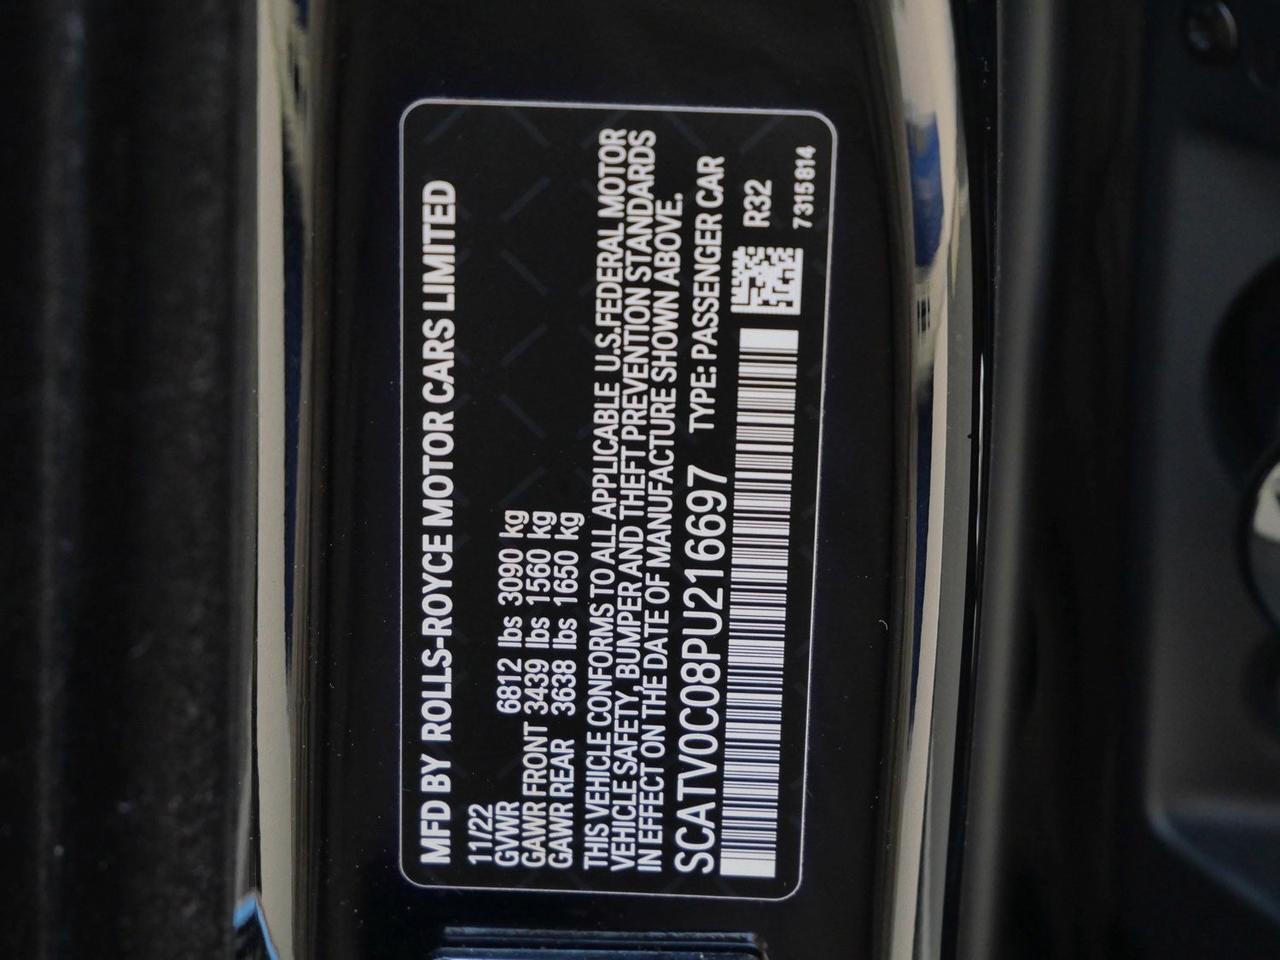 MFD BY ROLLS-ROYCE MOTOR CARS LIMITED
11/22
GVWR 6812 lbs 3090 kg
GAWR FRONT 3439 lbs 1560 kg
GAWR REAR 3638 lbs 1650 kg
THIS VEHICLE CONFORMS TO ALL APPLICABLE U.S.FEDERAL MOTOR
VEHICLE SAFETY, BUMPER AND THEFT PREVENTION STANDARDS
IN EFFECT ON THE DATE OF MANUFACTURE SHOWN ABOVE.
SCATV0C08PU216697 TYPE: PASSENGER CAR
R32
7315814